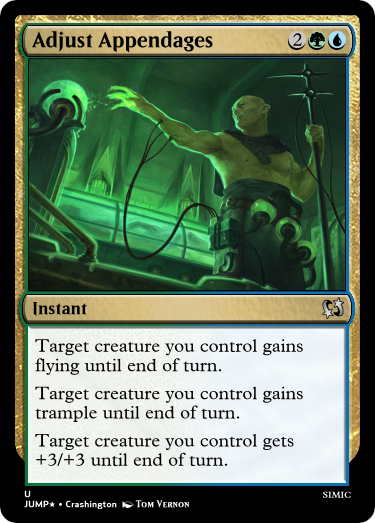 Adjust Appendages 2
Instant
Target creature you control gains
flying until end of turn.
Target creature you control gains
trample until end of turn.
Target creature you control gets
+3/+3 until end of turn.
U
SIMIC
JUMP★ • Crashington Tom Vernon